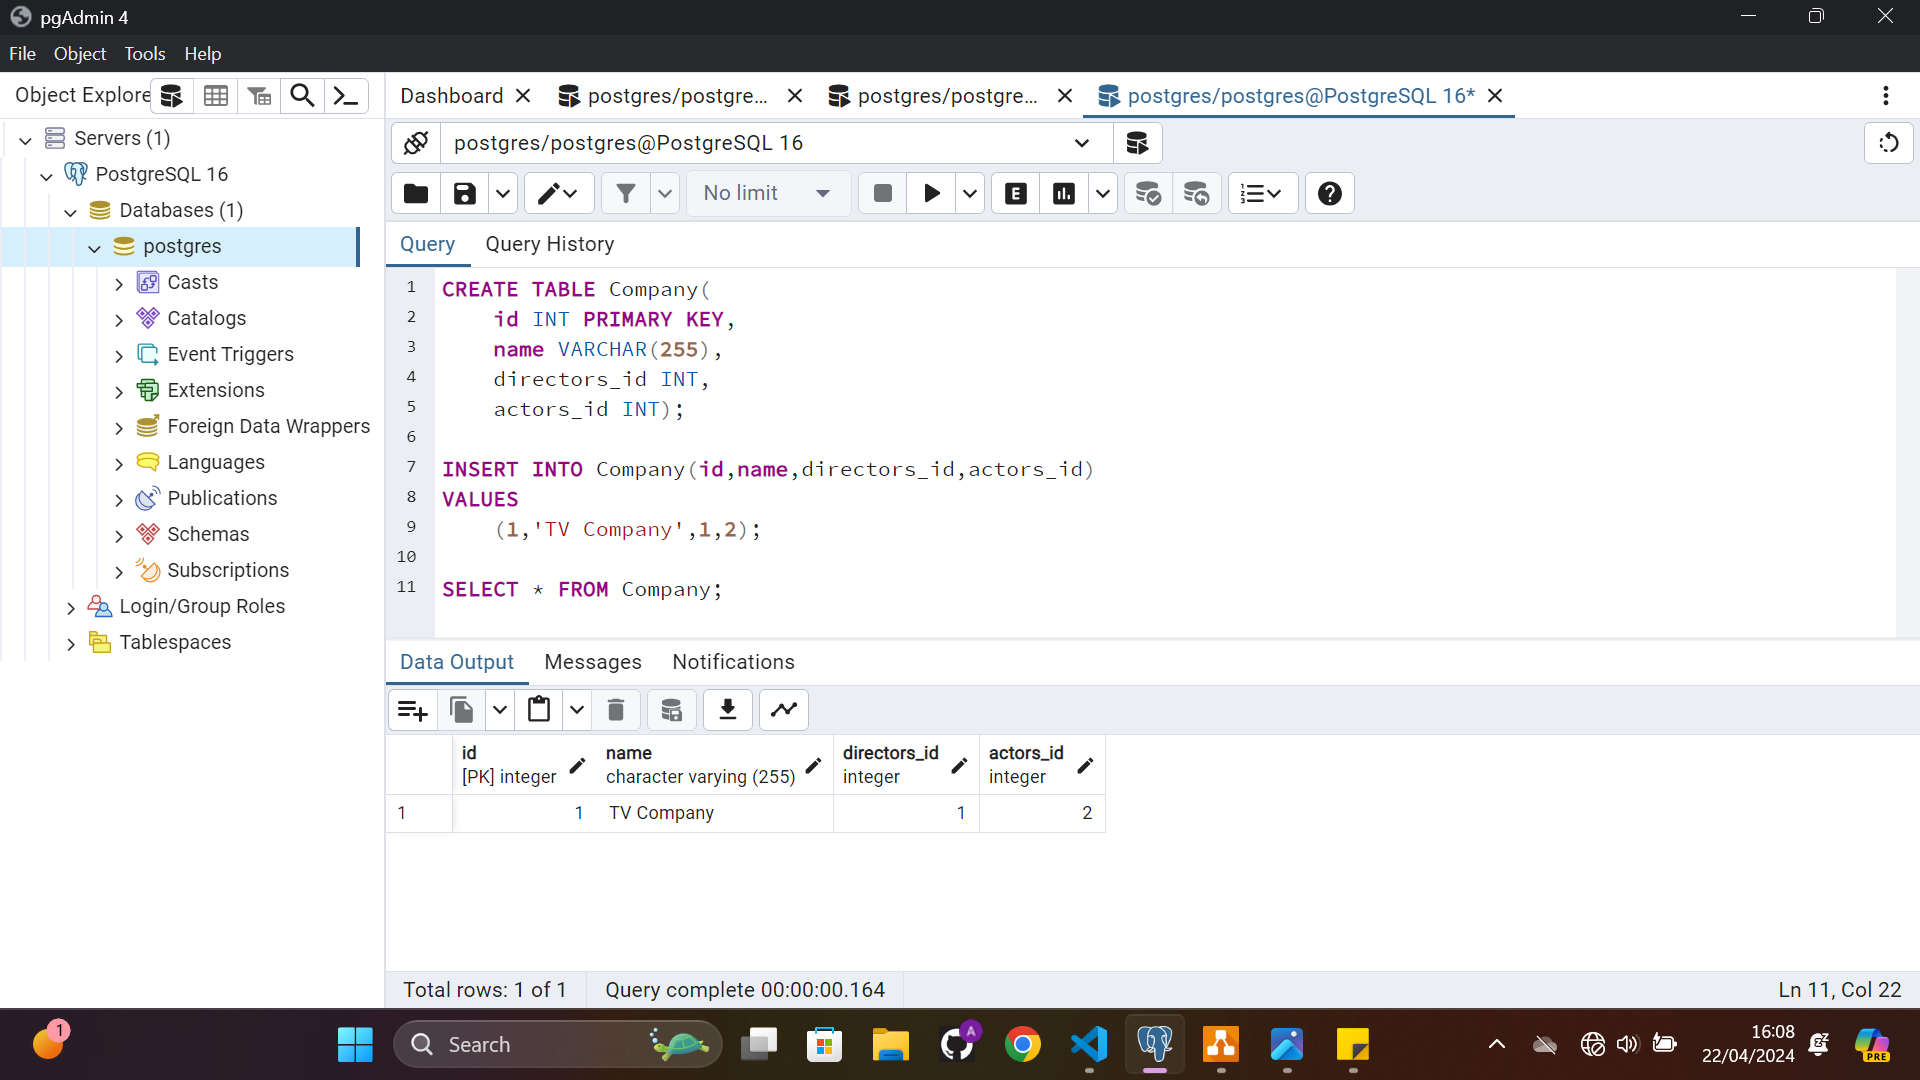 pgAdmin 4
File Object Tools Help
Object Explore
Dashboard
postgres/postgre...
postgres/postgre...
postgres/postgres@PostgreSQL 16*
Servers (1)
PostgreSQL 16
Databases (1)
postgres
Casts
Catalogs
Event Triggers
Extensions
Foreign Data Wrappers
Languages
Publications
Schemas
Subscriptions
Login/Group Roles
Tablespaces
postgres/postgres@PostgreSQL 16
No limit
E
Query Query History
1 CREATE TABLE Company(
2 id INT PRIMARY KEY,
3 name VARCHAR(255),
4 directors_id INT,
5 actors_id INT);
6
7 INSERT INTO Company(id,name,directors_id,actors_id)
8 VALUES
9 (1,'TV Company',1,2);
10
11 SELECT * FROM Company;
Data Output Messages Notifications
id name directors_id actors_id
[PK] integer character varying (255) integer integer
1 1 TV Company 1 2
Total rows: 1 of 1 Query complete 00:00:00.164 Ln 11, Col 22
1
Search
A
16:08
22/04/2024
PRE